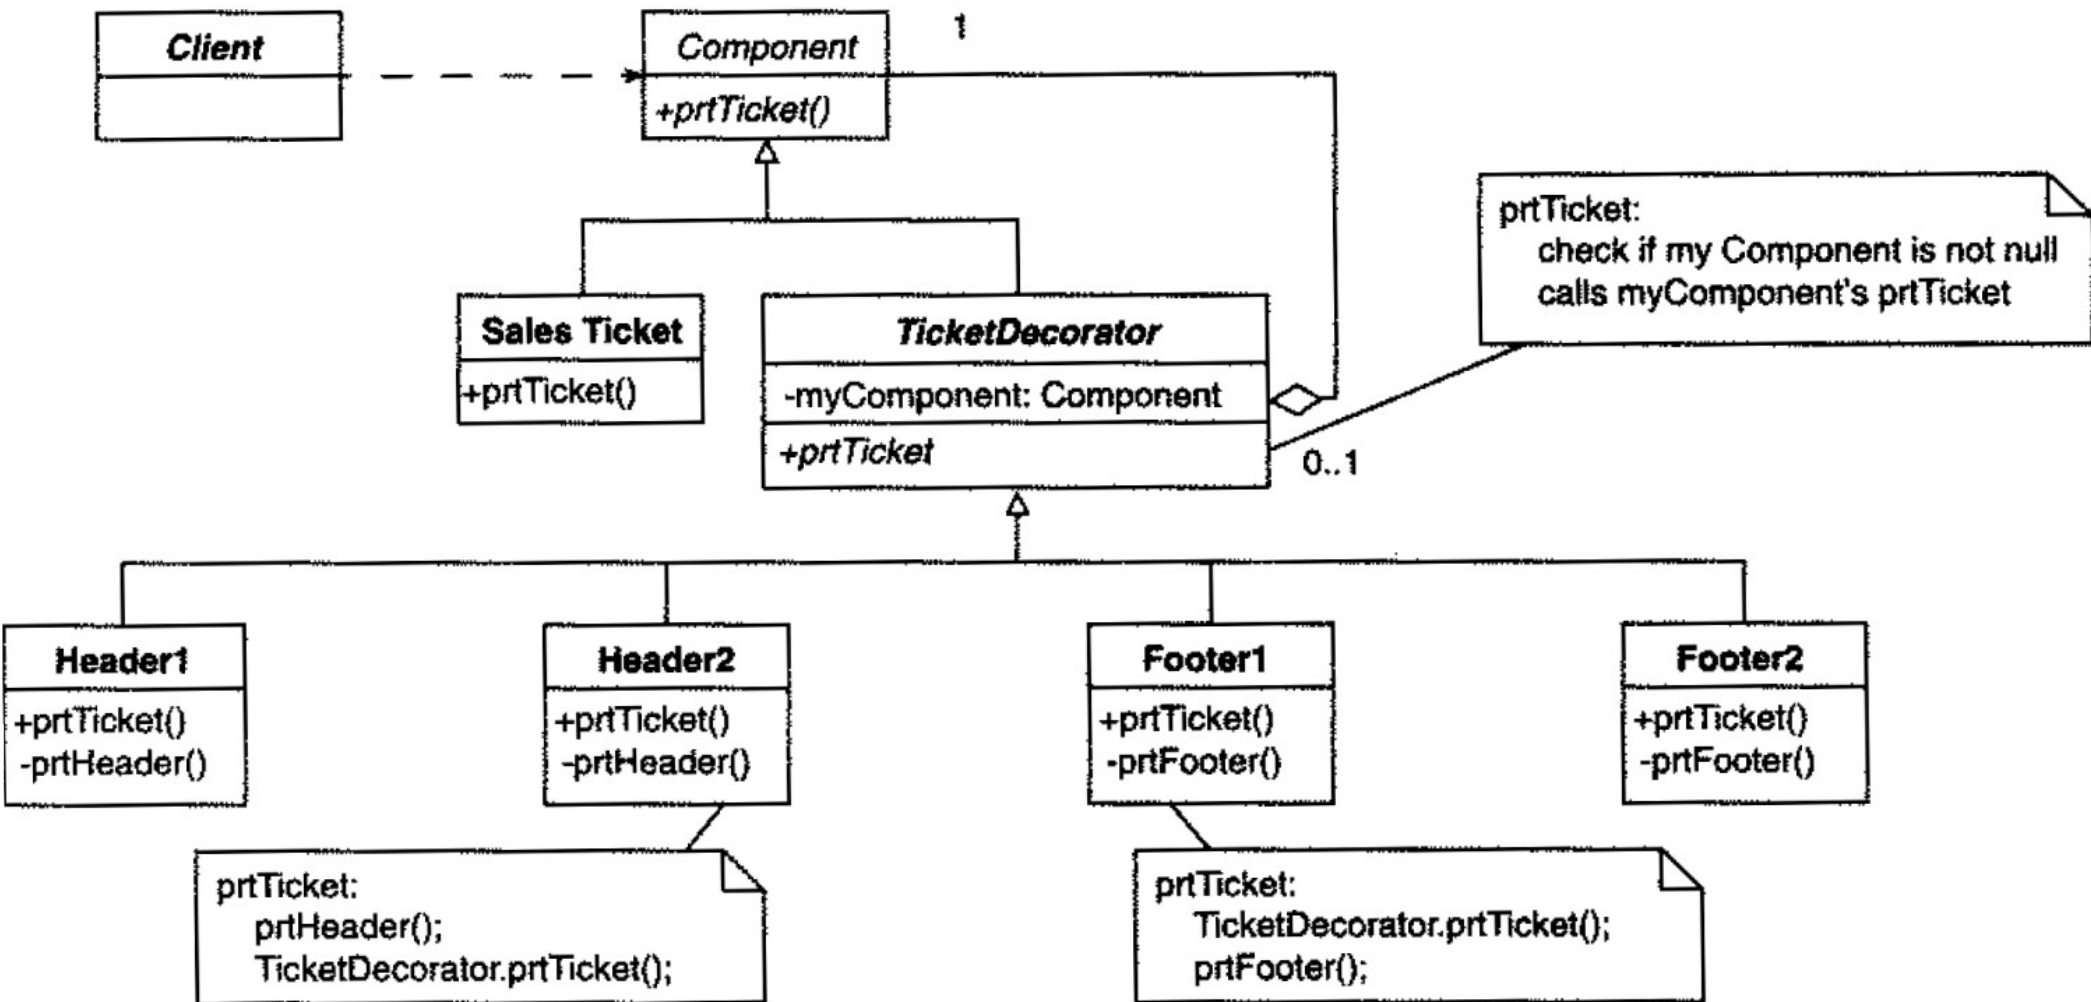 Client
Component
1
+prtTicket()
prtTicket:
check if my Component is not null
calls myComponent's prtTicket
Sales Ticket
+prtTicket()
TicketDecorator
-myComponent: Component
+prtTicket
0..1
Header1
+prtTicket()
-prtHeader()
Header2
+prtTicket()
-prtHeader()
Footer1
+prtTicket()
-prtFooter()
Footer2
+prtTicket()
-prtFooter()
prtTicket:
prtHeader();
TicketDecorator.prtTicket();
prtTicket:
TicketDecorator.prtTicket();
prtFooter();